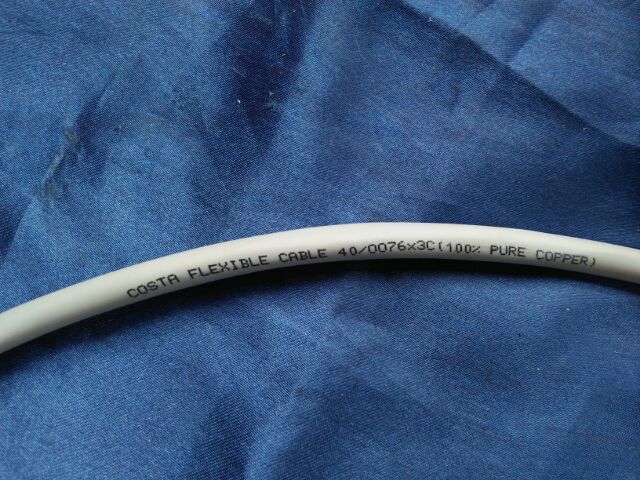 COSTA FLEXIBLE CABLE 40/0076x3C(100% PURE COPPER)